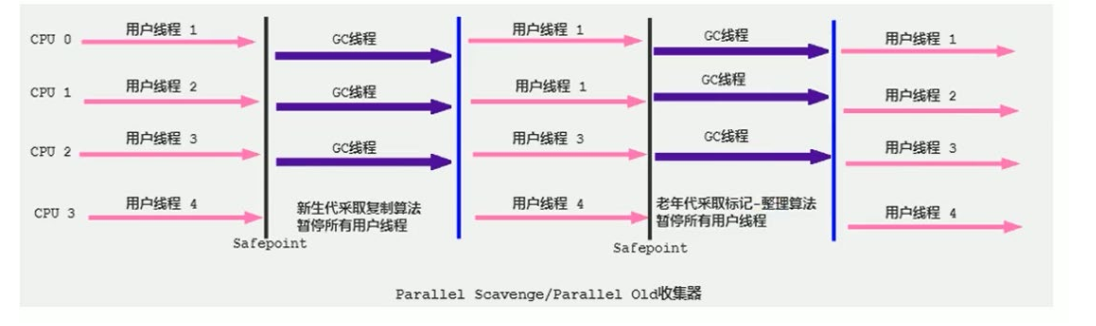 CPU 0 用户线程 1 GC线程 用户线程 1 GC线程 用户线程 1
CPU 1 用户线程 2 GC线程 用户线程 1 GC线程 用户线程 2
CPU 2 用户线程 3 GC线程 用户线程 3 GC线程 用户线程 3
CPU 3 用户线程 4 用户线程 4 用户线程 4
新生代采取复制算法
暂停所有用户线程
老年代采取标记-整理算法
暂停所有用户线程
Safepoint
Safepoint
Parallel Scavenge/Parallel Old收集器